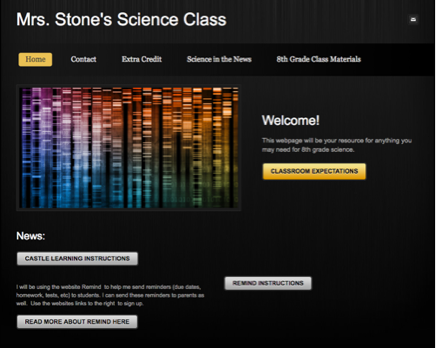 Mrs. Stone's Science Class
Home Contact Extra Credit Science in the News 8th Grade Class Materials
Welcome!
This webpage will be your resource for anything you
may need for 8th grade science.
CLASSROOM EXPECTATIONS
News:
CASTLE LEARNING INSTRUCTIONS
I will be using the website Remind to help me send reminders (due dates,
homework, tests, etc) to students. I can send these reminders to parents as
well. Use the websites links to the right to sign up.
REMIND INSTRUCTIONS
READ MORE ABOUT REMIND HERE